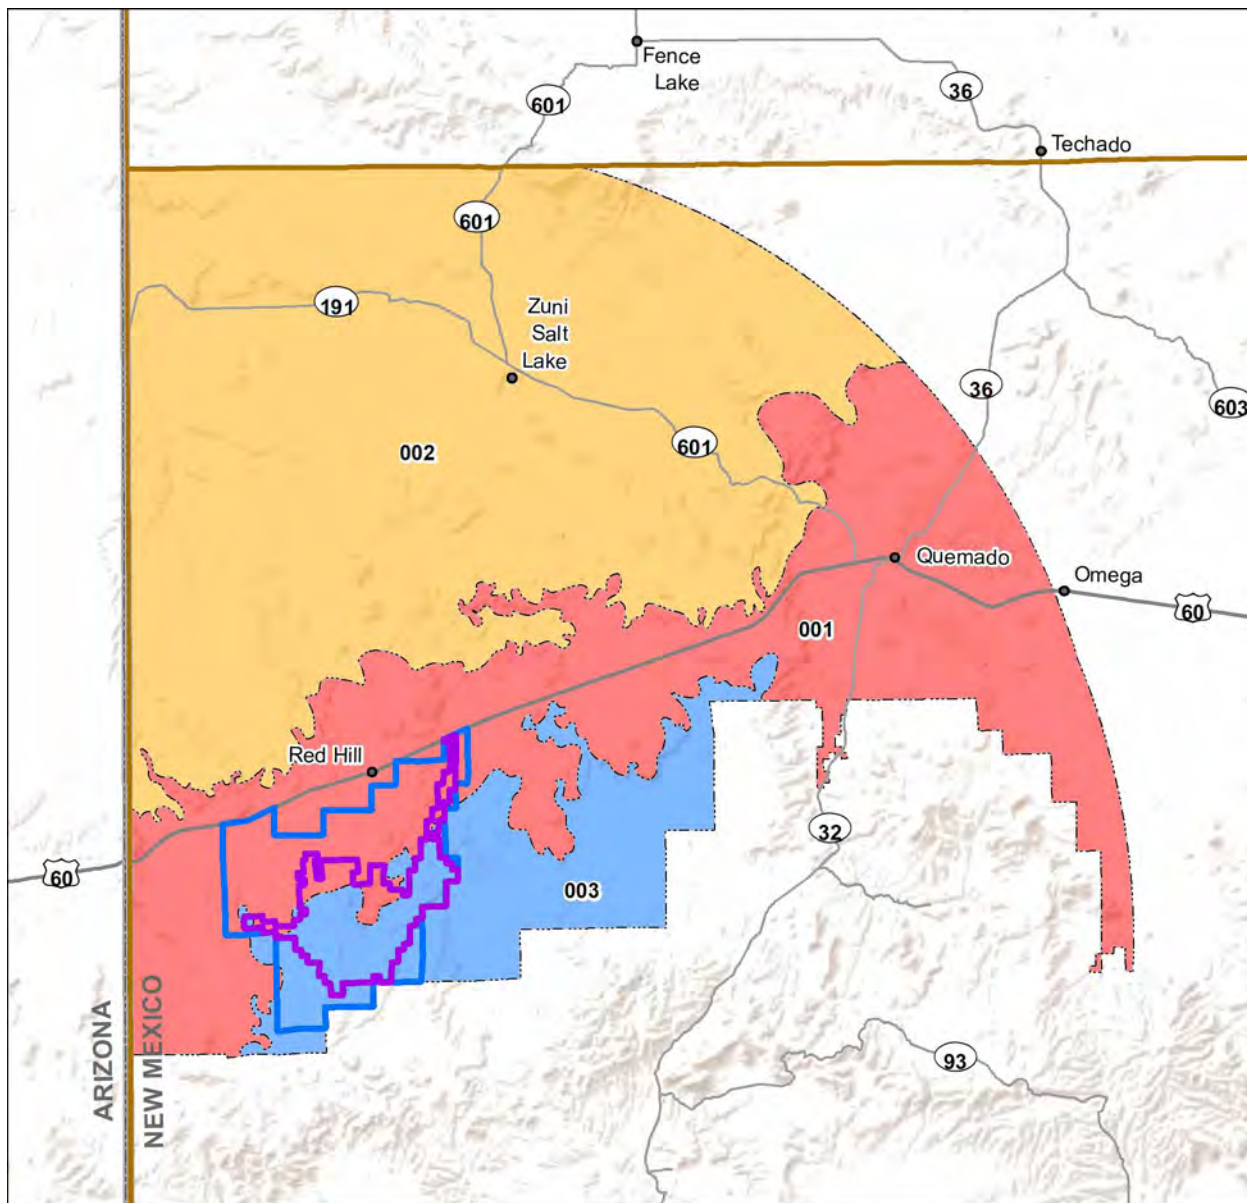 Fence
Lake
601
36
Techado
601
191
Zuni
Salt
Lake
36
603
601
002
Quemado
Omega
60
001
Red Hill
32
60
003
ARIZONA
NEW MEXICO
93